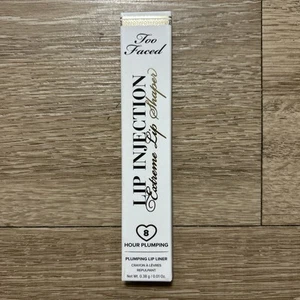 Too
Faced
LIP INJECTION
Extreme Lip Shaper
8
HOUR PLUMPING
PLUMPING LIP LINER
CRAYON À LÈVRES
REPULPANT
Net Wt. 0.38 g / 0.01 Oz.